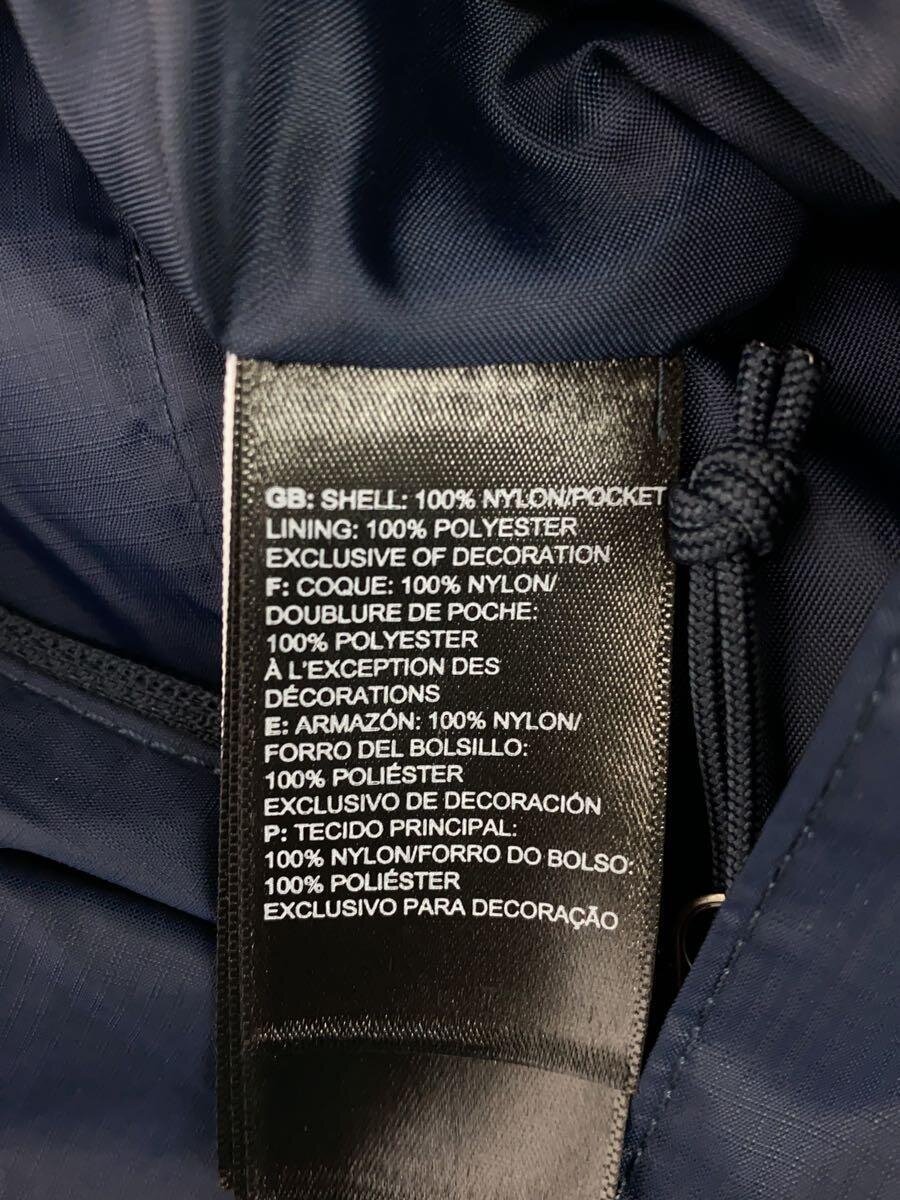 GB: SHELL: 100% NYLON/POCKET
LINING: 100% POLYESTER
EXCLUSIVE OF DECORATION
F: COQUE: 100% NYLON/
DOUBLURE DE POCHE:
100% POLYESTER
À L'EXCEPTION DES
DÉCORATIONS
E: ARMAZÓN: 100% NYLON/
FORRO DEL BOLSILLO:
100% POLIÉSTER
EXCLUSIVO DE DECORACIÓN
P: TECIDO PRINCIPAL:
100% NYLON/FORRO DO BOLSO:
100% POLIÉSTER
EXCLUSIVO PARA DECORAÇÃO